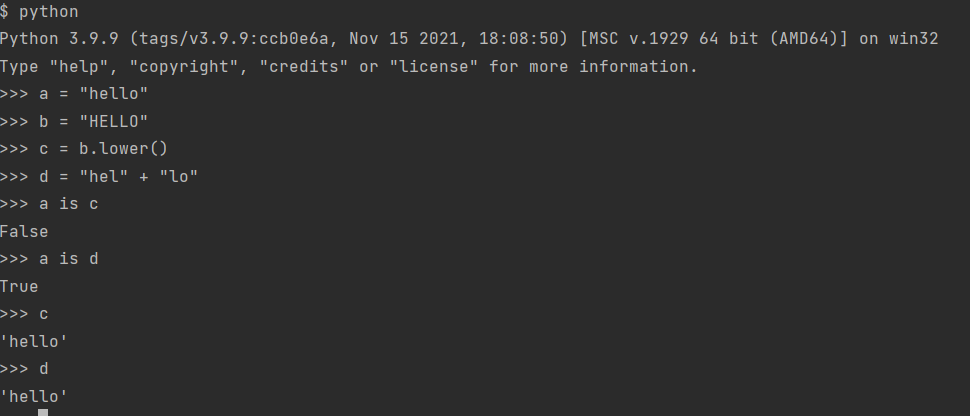 $ python
Python 3.9.9 (tags/v3.9.9:ccb0e6a, Nov 15 2021, 18:08:50) [MSC v.1929 64 bit (AMD64)] on win32
Type "help", "copyright", "credits" or "license" for more information.
>>> a = "hello"
>>> b = "HELLO"
>>> c = b.lower()
>>> d = "hel" + "lo"
>>> a is c
False
>>> a is d
True
>>> c
'hello'
>>> d
'hello'